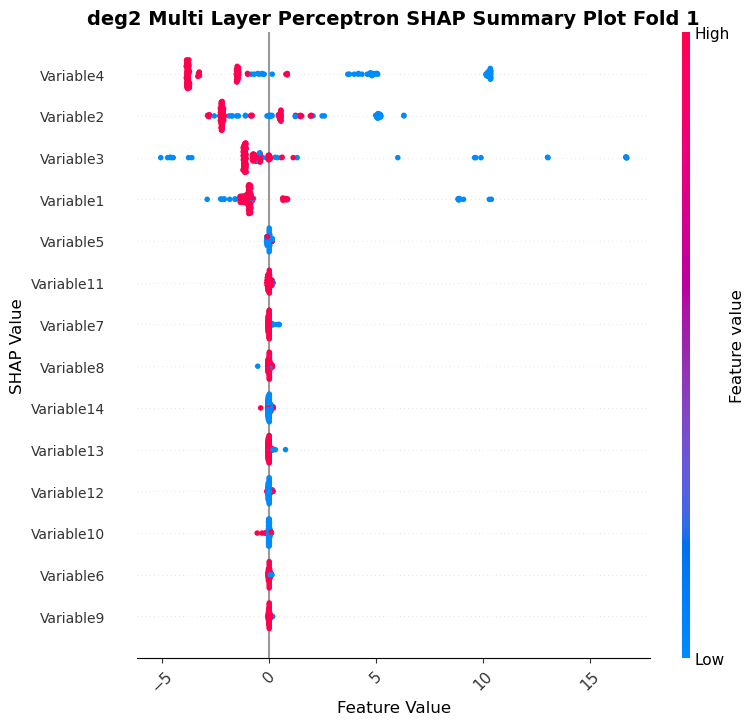 deg2 Multi Layer Perceptron SHAP Summary Plot Fold 1
High
Variable4
Variable2
Variable3
Variable1
Variable5
Variable11
Variable7
Variable8
Variable14
Variable13
Variable12
Variable10
Variable6
Variable9
SHAP Value
Feature value
Low
−5
0
5
10
15
Feature Value